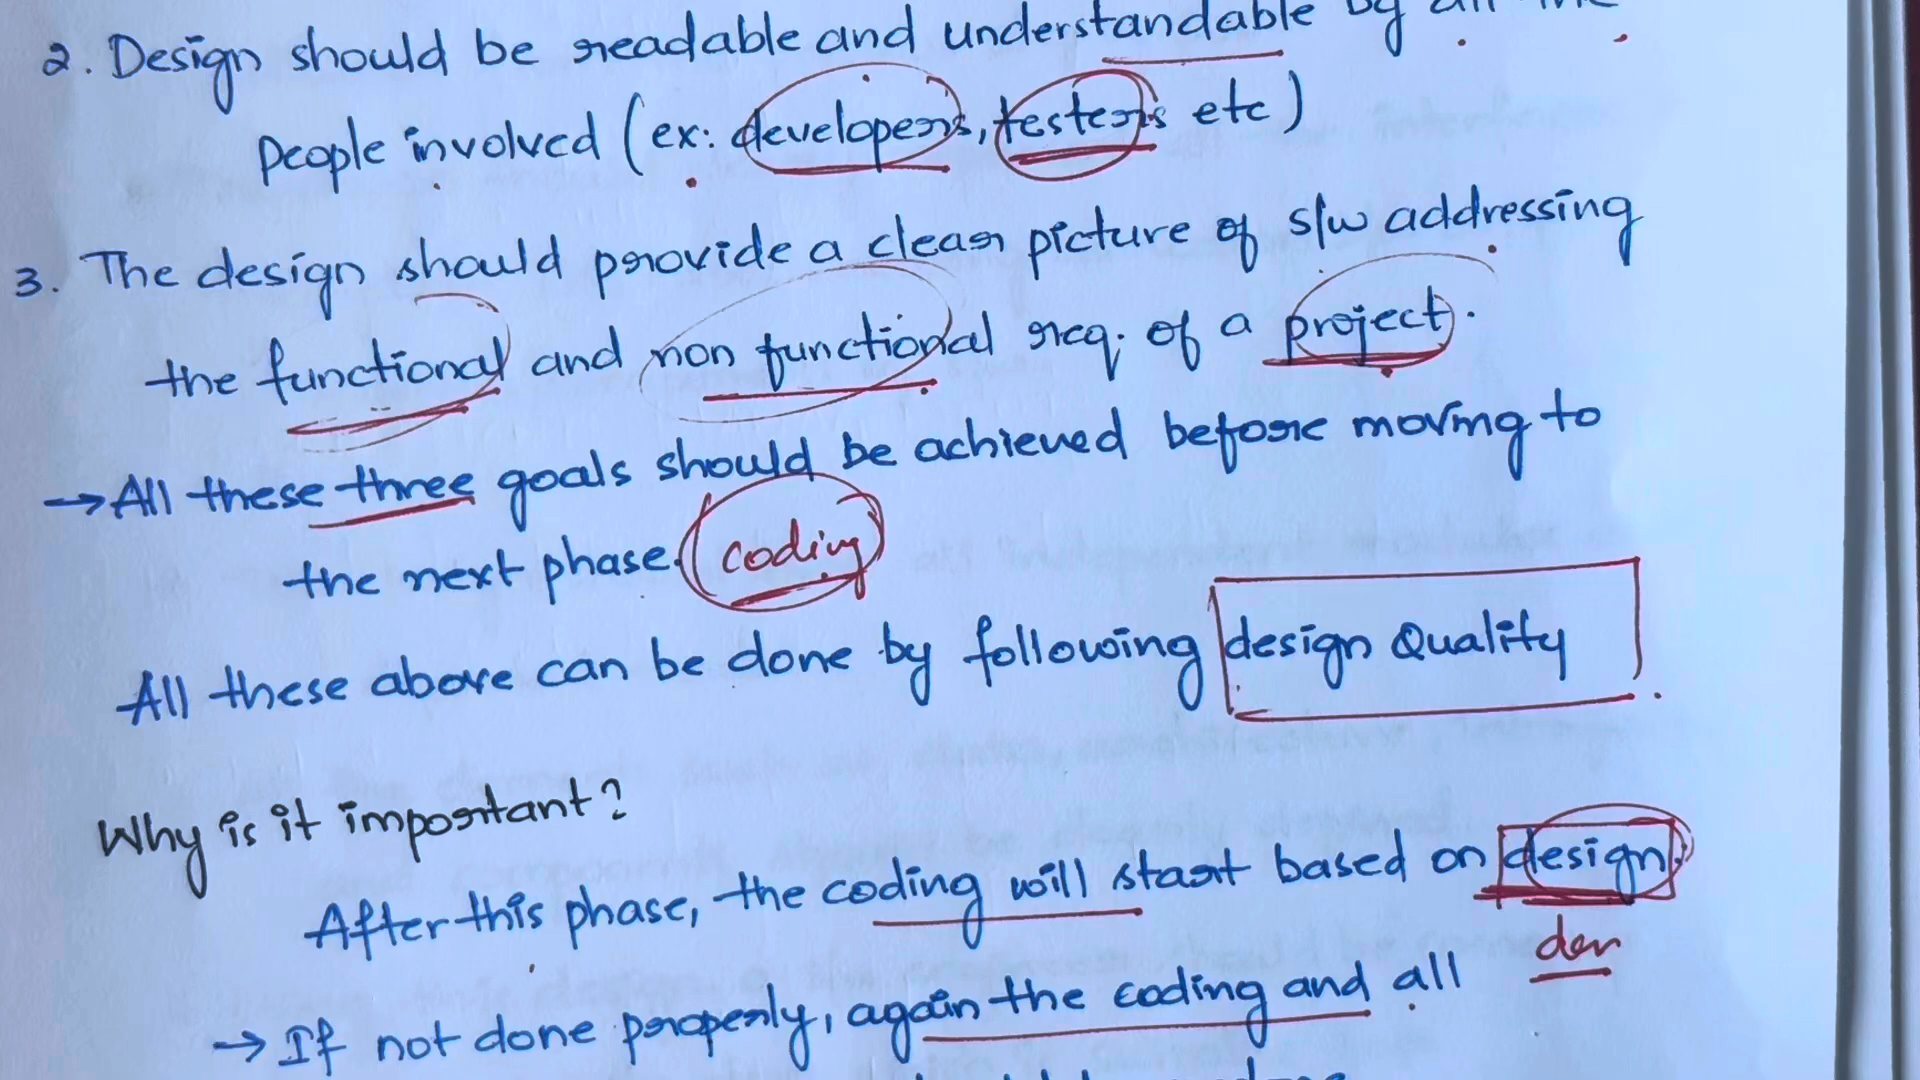 2. Design should be readable and understandable by all the
People involved (ex: developers, testers etc)
3. The design should provide a clear picture of s/w addressing
the functional and non functional req. of a project.
→ All these three goals should be achieved before moving to
the next phase. (coding)
All these above can be done by following design Quality
Why is it important?
After this phase, the coding will start based on design.
→ If not done properly, again the coding and all